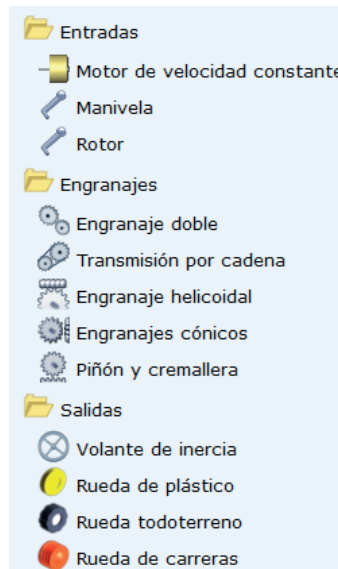 Entradas
Motor de velocidad constante
Manivela
Rotor
Engranajes
Engranaje doble
Transmisión por cadena
Engranaje helicoidal
Engranajes cónicos
Piñón y cremallera
Salidas
Volante de inercia
Rueda de plástico
Rueda todoterreno
Rueda de carreras